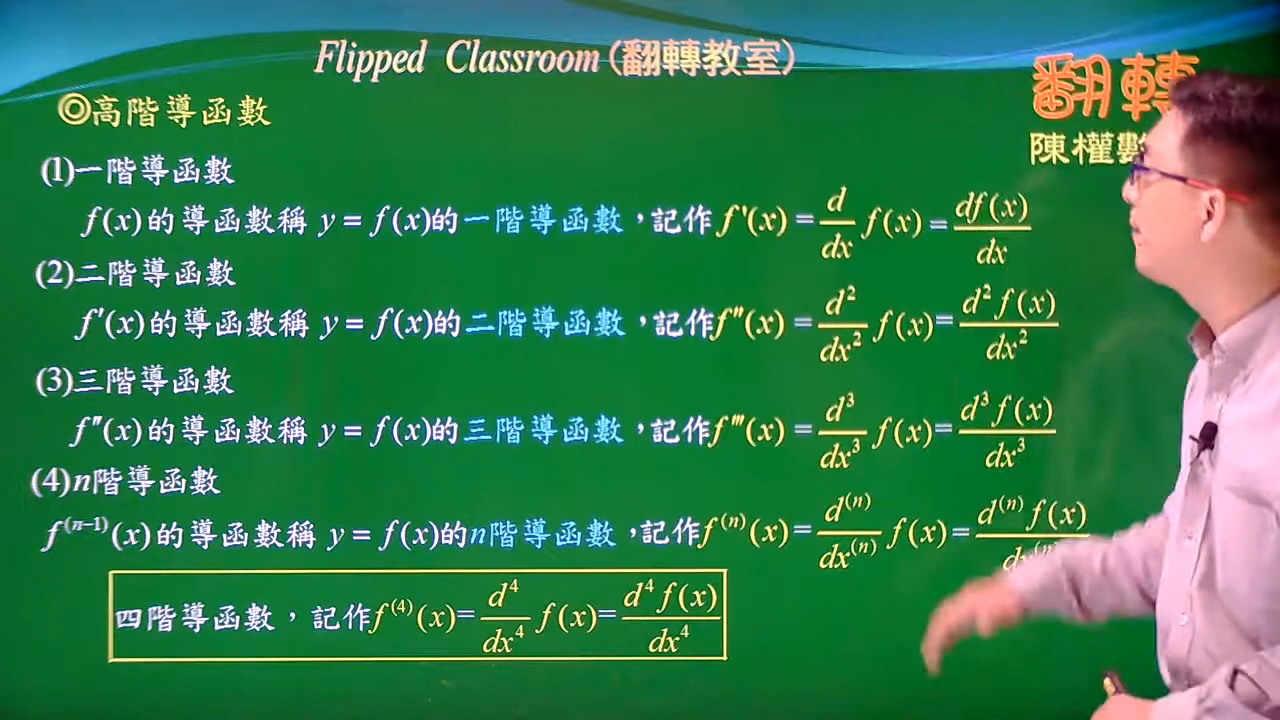 Flipped Classroom(翻轉教室)
翻轉
陳權數
◎高階導函數
(1)一階導函數
f(x)的導函數稱 y = f(x)的一階導函數，記作 f'(x) = d/dx f(x) = df(x)/dx
(2)二階導函數
f'(x)的導函數稱 y = f(x)的二階導函數，記作f''(x) = d²/dx² f(x)= d² f(x)/dx²
(3)三階導函數
f''(x)的導函數稱 y = f(x)的三階導函數，記作f'''(x) = d³/dx³ f(x)= d³ f(x)/dx³
(4)n階導函數
f⁽ⁿ⁻¹⁾(x)的導函數稱 y = f(x)的n階導函數，記作f⁽ⁿ⁾(x)= d⁽ⁿ⁾/dx⁽ⁿ⁾ f(x)= d⁽ⁿ⁾ f(x)/dx⁽ⁿ
四階導函數，記作f⁽⁴⁾(x)= d⁴/dx⁴ f(x)= d⁴ f(x)/dx⁴